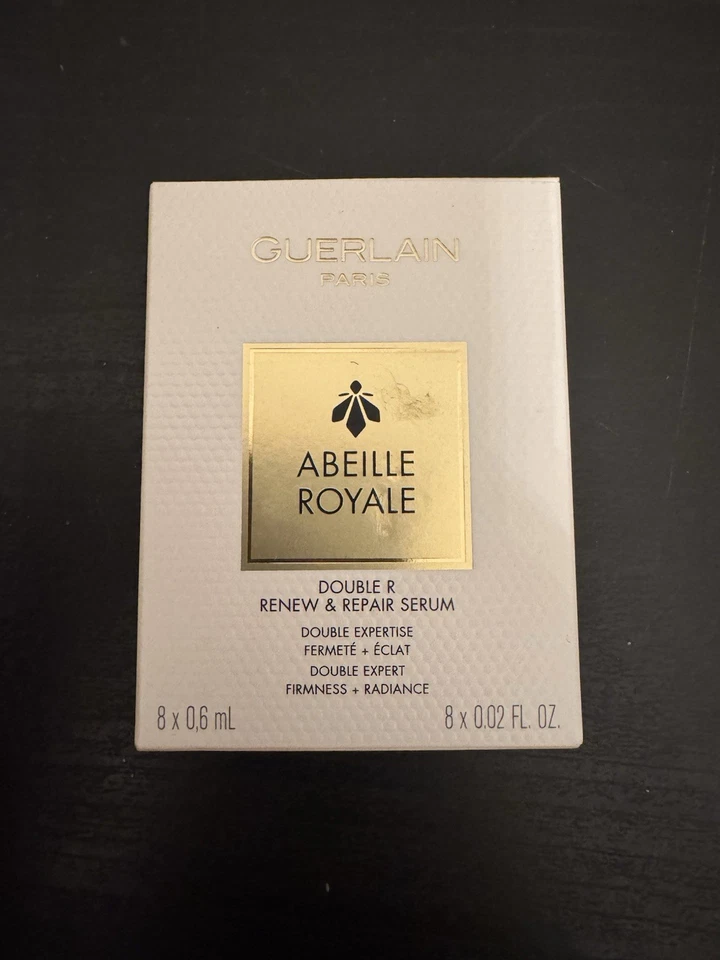 GUERLAIN
PARIS
ABEILLE
ROYALE
DOUBLE R
RENEW & REPAIR SERUM
DOUBLE EXPERTISE
FERMETÉ + ÉCLAT
DOUBLE EXPERT
FIRMNESS + RADIANCE
8 x 0,6 mL
8 x 0.02 FL. OZ.